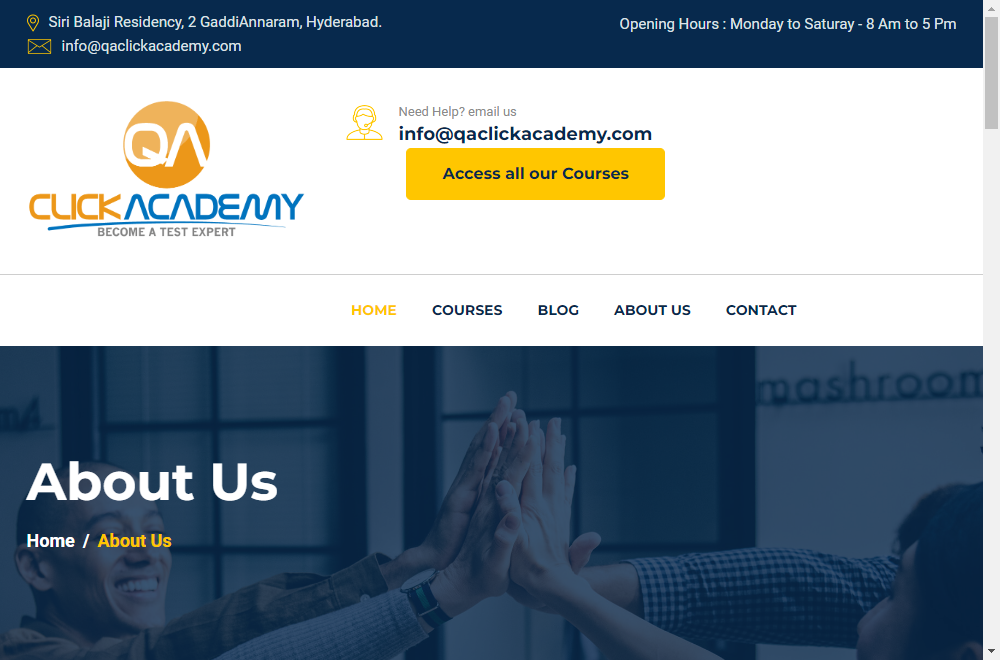 Siri Balaji Residency, 2 GaddiAnnaram, Hyderabad.
Opening Hours : Monday to Saturay - 8 Am to 5 Pm
info@qaclickacademy.com
QA
CLICKACADEMY
BECOME A TEST EXPERT
Need Help? email us
info@qaclickacademy.com
Access all our Courses
HOME COURSES BLOG ABOUT US CONTACT
mashroom
About Us
Home / About Us